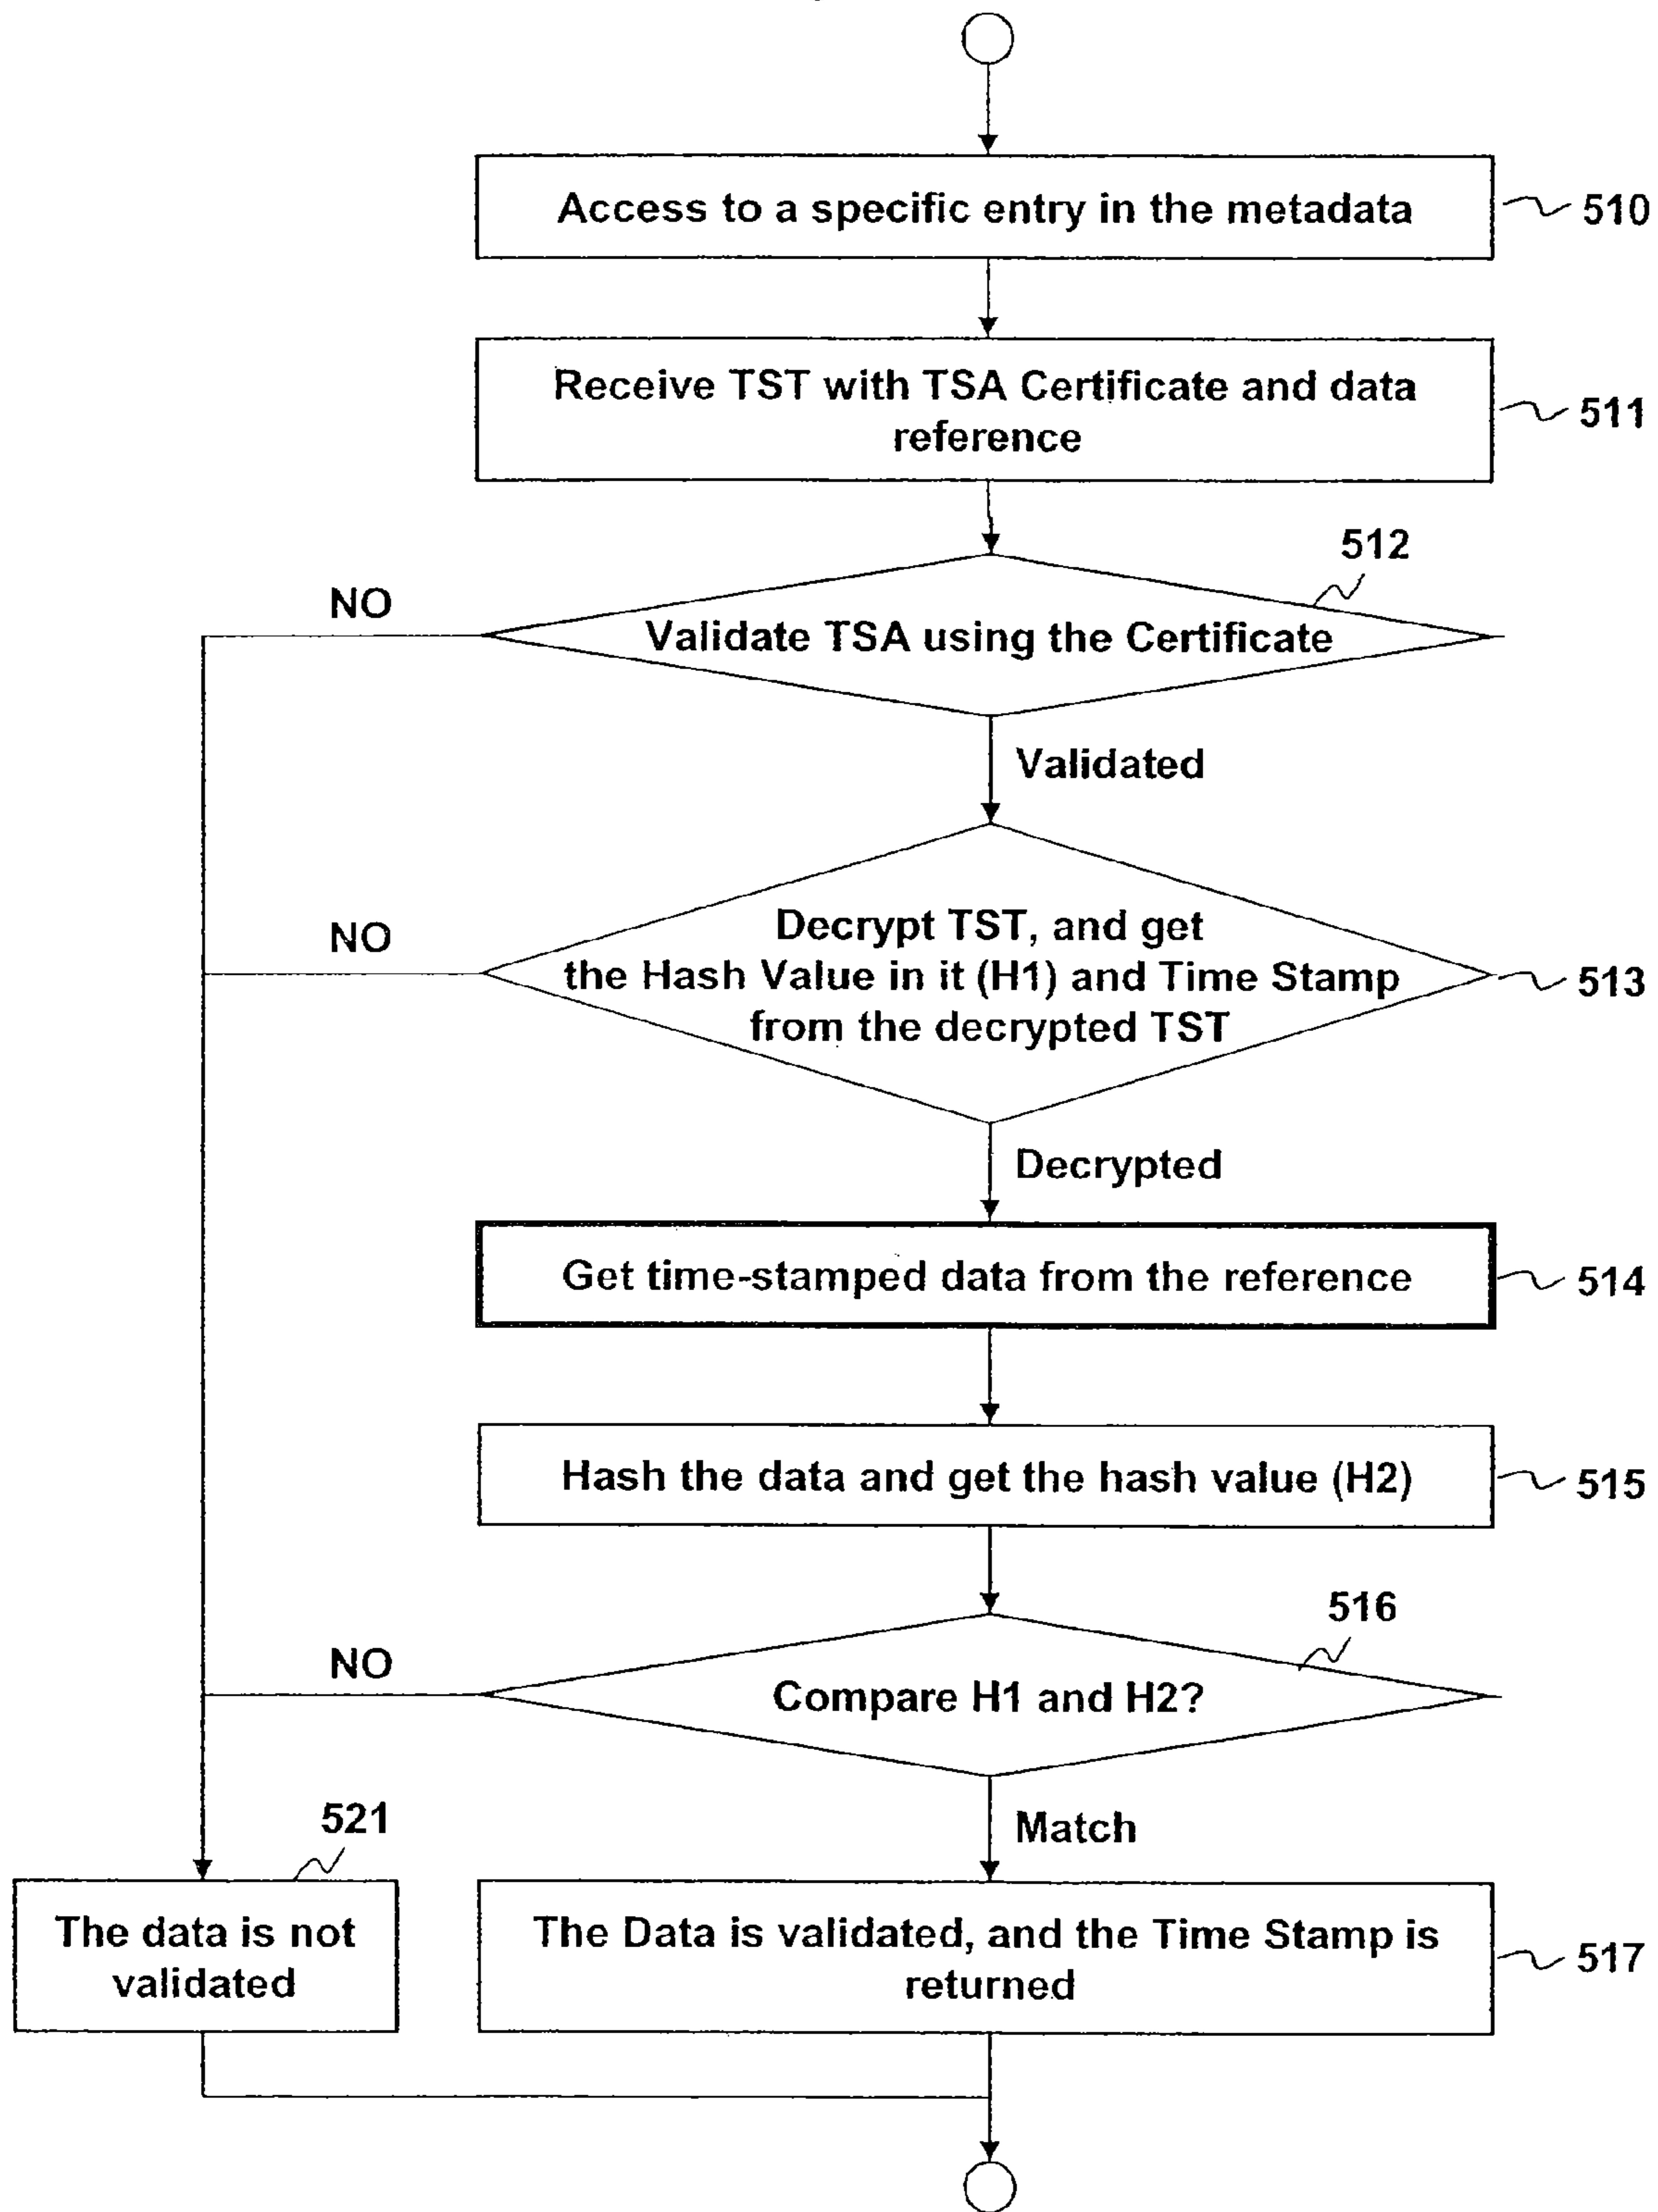 Access to a specific entry in the metadata
510
Receive TST with TSA Certificate and data
reference
511
512
NO
Validate TSA using the Certificate
Validated
NO
Decrypt TST, and get
the Hash Value in it (H1) and Time Stamp
from the decrypted TST
513
Decrypted
Get time-stamped data from the reference
514
Hash the data and get the hash value (H2)
515
516
NO
Compare H1 and H2?
Match
521
The data is not
validated
The Data is validated, and the Time Stamp is
returned
517